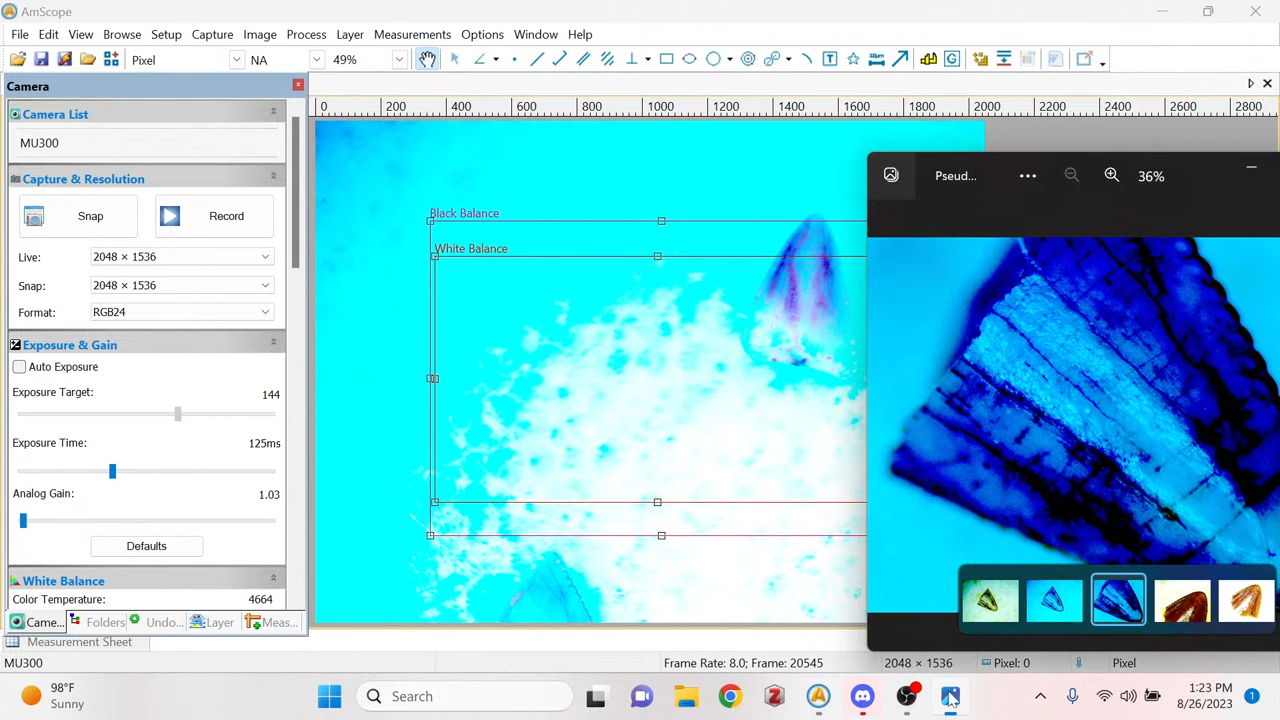 AmScope
File Edit View Browse Setup Capture Image Process Layer Measurements Options Window Help
Pixel NA 49%
Camera
Camera List
MU300
Capture & Resolution
Snap Record
Live: 2048 × 1536
Snap: 2048 × 1536
Format: RGB24
Exposure & Gain
Auto Exposure
Exposure Target: 144
Exposure Time: 125ms
Analog Gain: 1.03
Defaults
White Balance
Color Temperature: 4664
Came... Folders Undo... Layer Meas...
0 200 400 600 800 1000 1200 1400 1600 1800 2000 2200 2400 2600 2800
Black Balance
White Balance
Pseud... ••• 36%
Measurement Sheet
MU300 Frame Rate: 8.0; Frame: 20545 2048 × 1536 Pixel: 0 Pixel
98°F
Sunny
Search
1:23 PM
8/26/2023
1